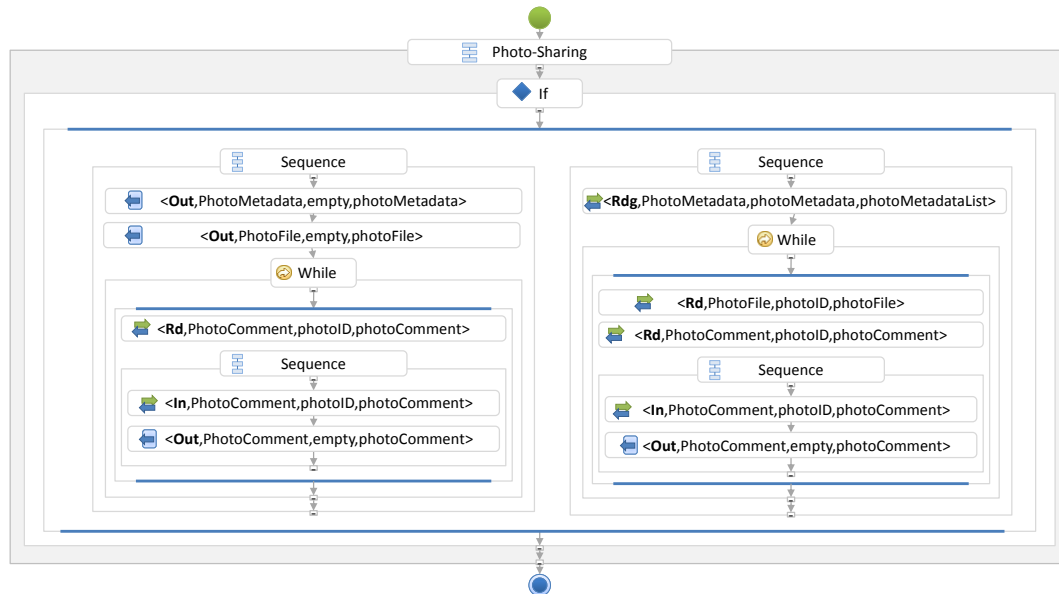 Photo-Sharing
If
Sequence
<Out,PhotoMetadata,empty,photoMetadata>
<Out,PhotoFile,empty,photoFile>
While
<Rd,PhotoComment,photoID,photoComment>
Sequence
<In,PhotoComment,photoID,photoComment>
<Out,PhotoComment,empty,photoComment>
Sequence
<Rdg,PhotoMetadata,photoMetadata,photoMetadataList>
While
<Rd,PhotoFile,photoID,photoFile>
<Rd,PhotoComment,photoID,photoComment>
Sequence
<In,PhotoComment,photoID,photoComment>
<Out,PhotoComment,empty,photoComment>